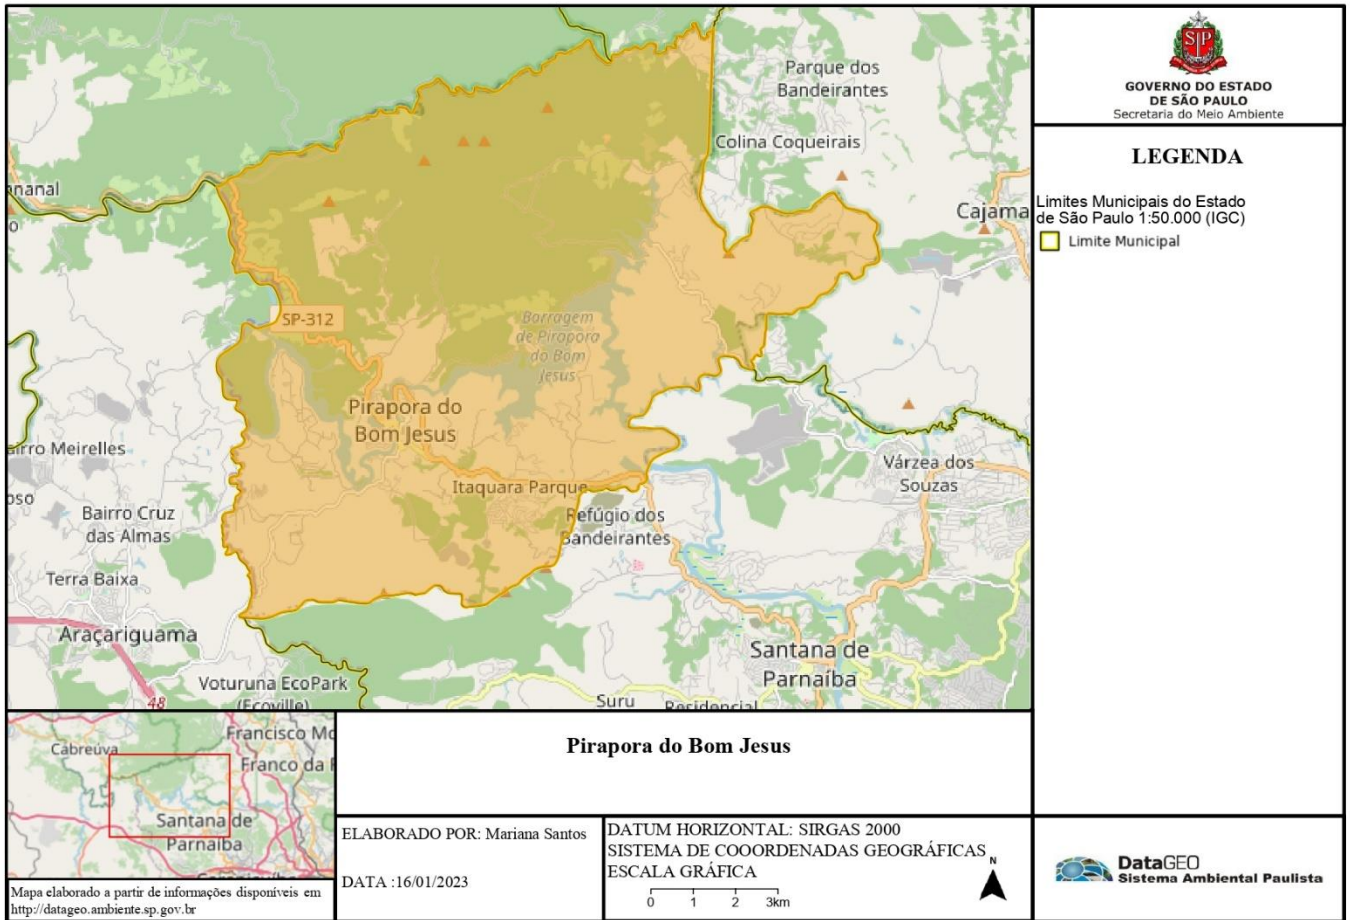 Parque dos
Bandeirantes
Colina Coqueirais
nanal
Cajama
o
SP-312
Barragem
de Pirapora
do Bom
Jesus
Pirapora do
Bom Jesus
airro Meirelles
oso
Várzea dos
Souzas
Itaquara Parque
Bairro Cruz
das Almas
Refúgio dos
Bandeirantes
Terra Baixa
Araçariguama
Santana de
Parnaíba
48
Voturuna EcoPark
(Ecoville)
Suru
Residencial
SP
GOVERNO DO ESTADO
DE SÃO PAULO
Secretaria do Meio Ambiente
LEGENDA
Limites Municipais do Estado
de São Paulo 1:50.000 (IGC)
Limite Municipal
Cabreúva
Francisco Mo
Franco da
Santana de
Parnaíba
Mapa elaborado a partir de informações disponíveis em
http://datageo.ambiente.sp.gov.br
Pirapora do Bom Jesus
ELABORADO POR: Mariana Santos
DATA :16/01/2023
DATUM HORIZONTAL: SIRGAS 2000
SISTEMA DE COOORDENADAS GEOGRÁFICAS
ESCALA GRÁFICA
0 1 2 3km
N
DataGEO
Sistema Ambiental Paulista